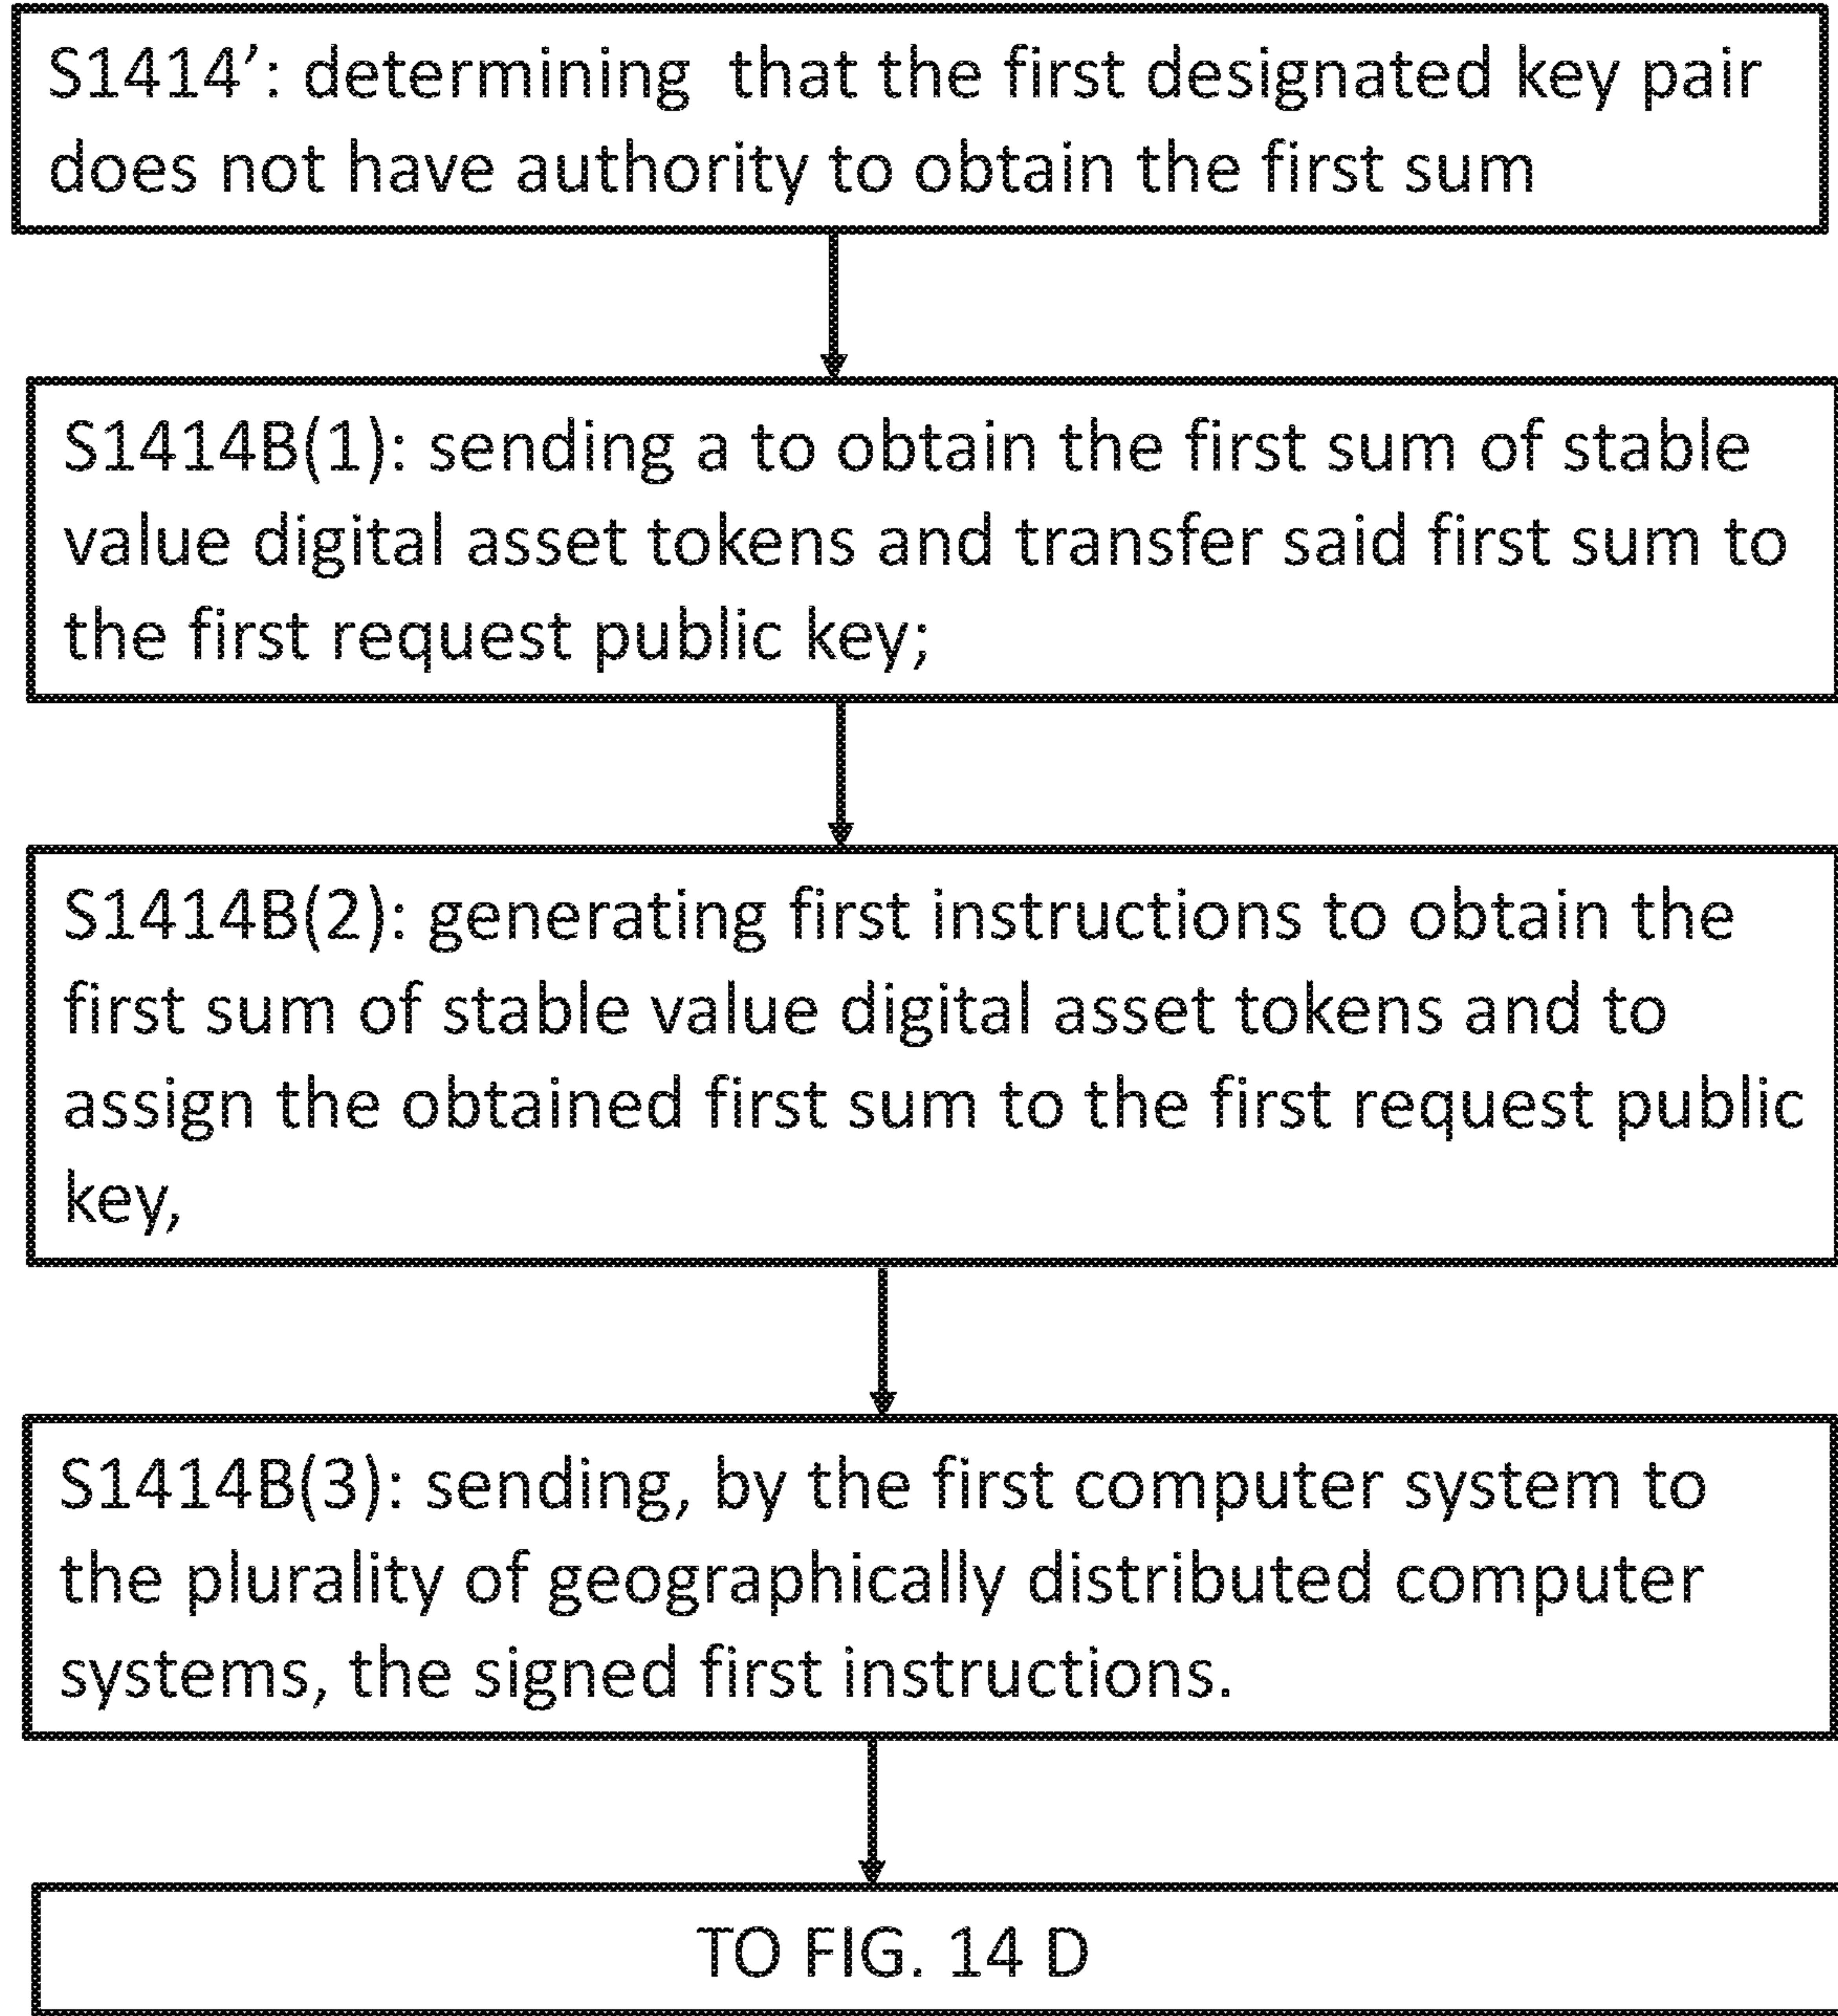 S1414’: determining  that the first designated key pair
does not have authority to obtain the first sum
S1414B(1): sending a to obtain the first sum of stable
value digital asset tokens and transfer said first sum to
the first request public key;
S1414B(2): generating first instructions to obtain the
first sum of stable value digital asset tokens and to
assign the obtained first sum to the first request public
key,
S1414B(3): sending, by the first computer system to
the plurality of geographically distributed computer
systems, the signed first instructions.
TO FIG. 14 D